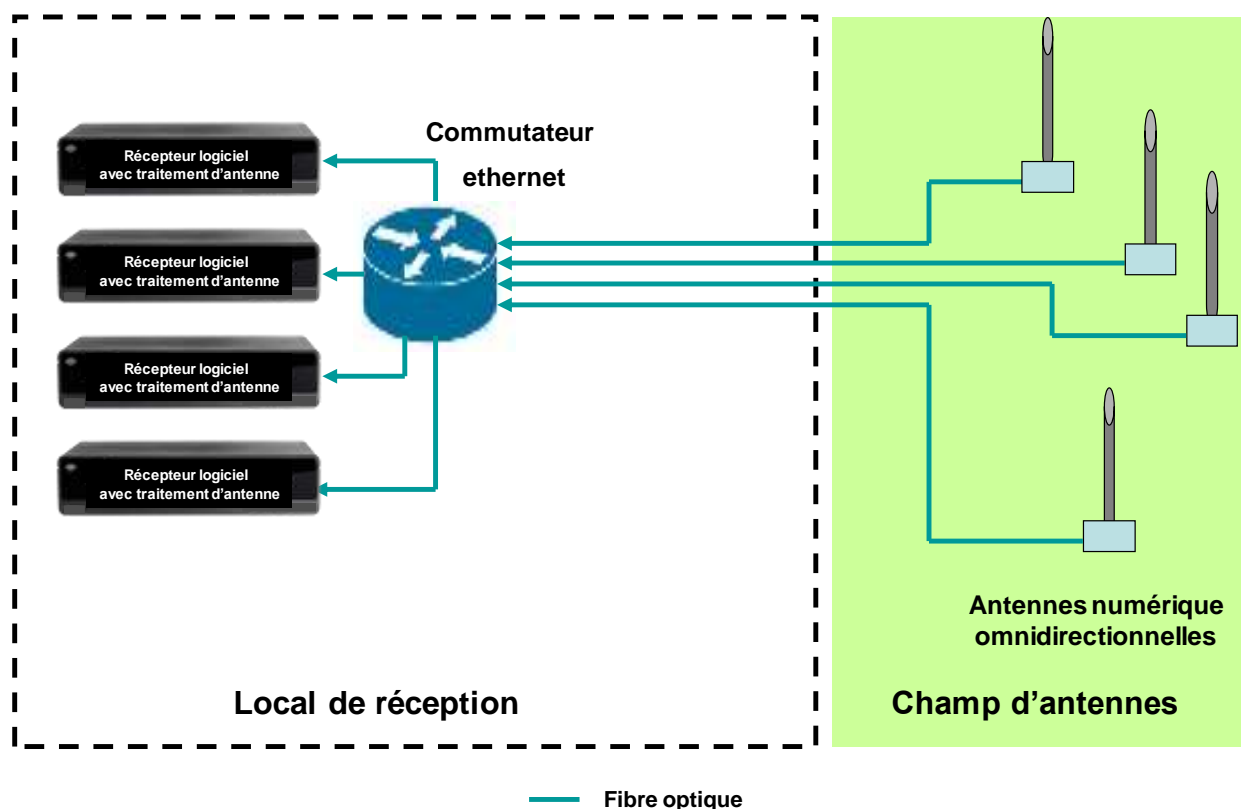 Commutateur
ethernet
Récepteur logiciel
avec traitement d'antenne
Récepteur logiciel
avec traitement d'antenne
Récepteur logiciel
avec traitement d'antenne
Récepteur logiciel
avec traitement d'antenne
Antennes numérique
omnidirectionnelles
Local de réception
Champ d'antennes
Fibre optique